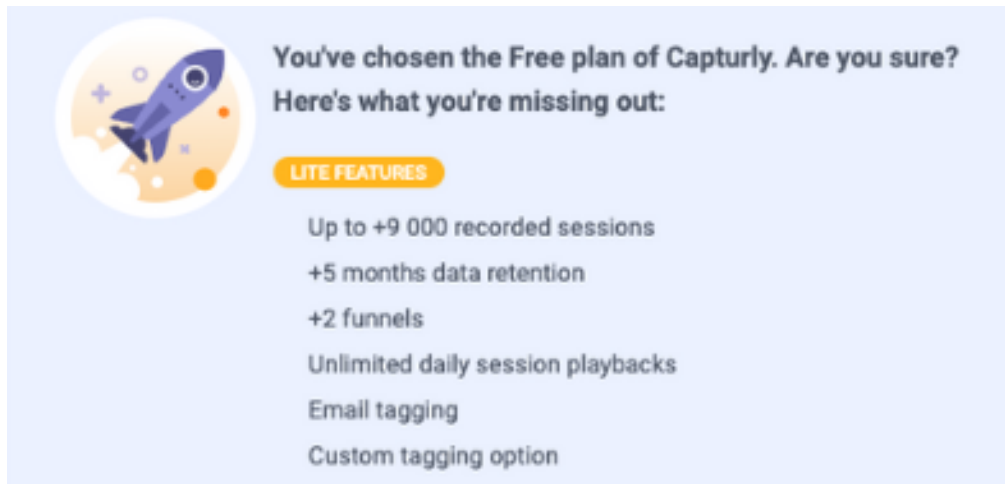 You've chosen the Free plan of Capturly. Are you sure?
Here's what you're missing out:
LITE FEATURES
Up to +9 000 recorded sessions
+5 months data retention
+2 funnels
Unlimited daily session playbacks
Email tagging
Custom tagging option